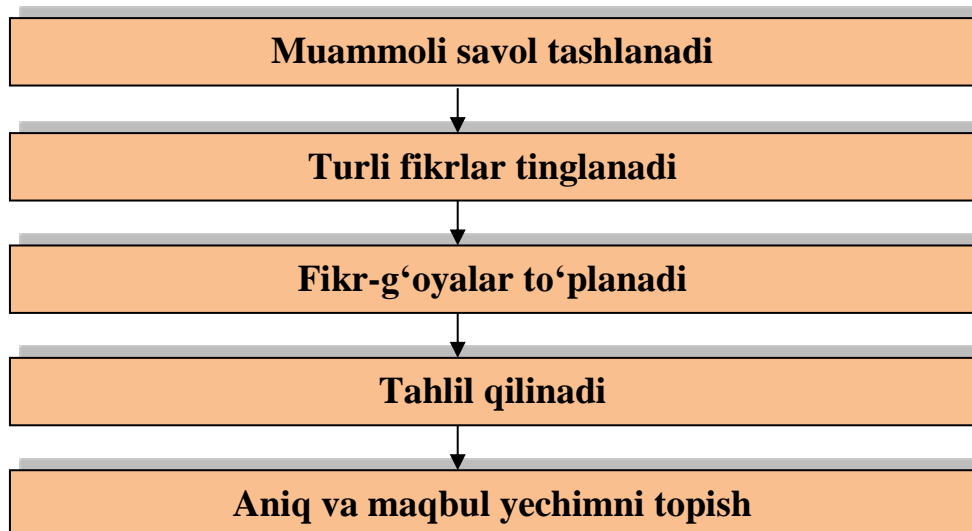 Muammoli savol tashlanadi
Turli fikrlar tinglanadi
Fikr-g‘oyalar to‘planadi
Tahlil qilinadi
Aniq va maqbul yechimni topish